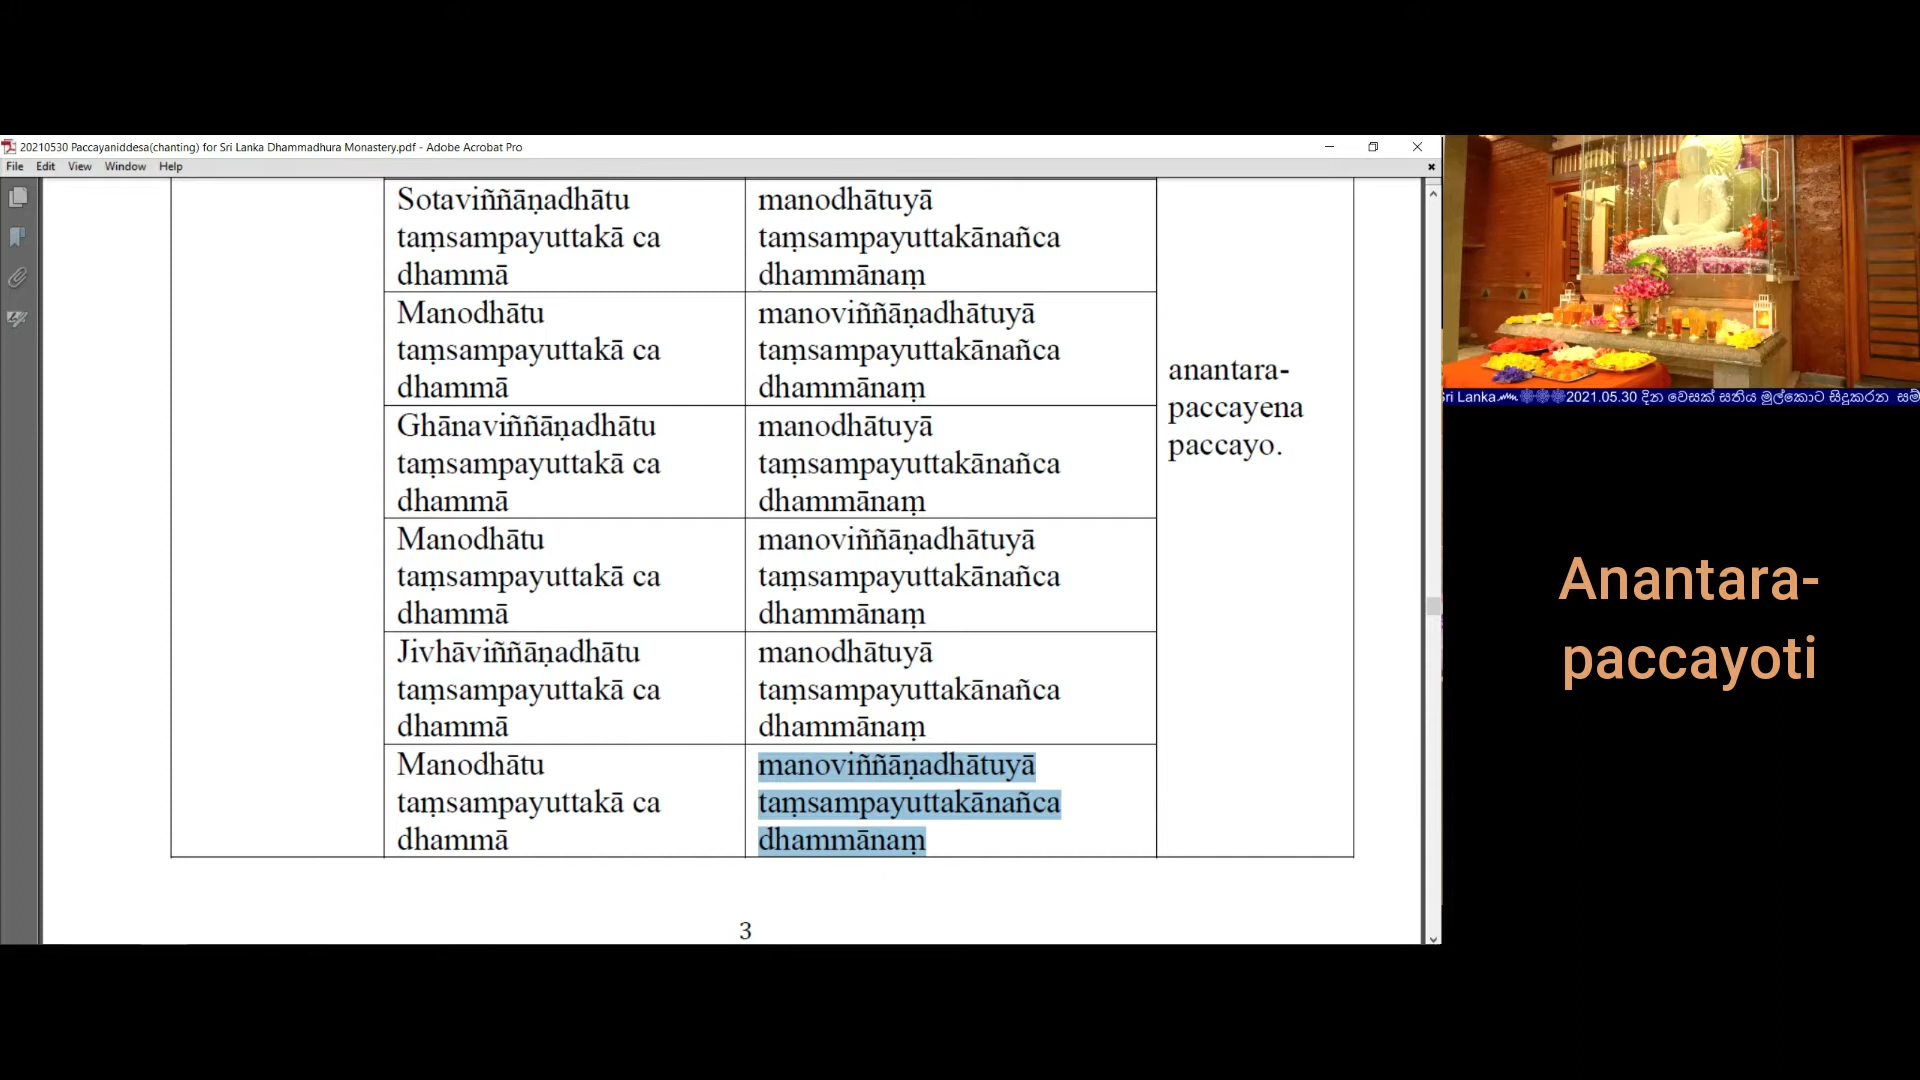 20210530 Paccayaniddesa(chanting) for Sri Lanka Dhammadhura Monastery.pdf - Adobe Acrobat Pro
File Edit View Window Help
Sotaviññāṇadhātu
taṃsampayuttakā ca
dhammā
manodhātuyā
taṃsampayuttakānañca
dhammānaṃ
Manodhātu
taṃsampayuttakā ca
dhammā
manoviññāṇadhātuyā
taṃsampayuttakānañca
dhammānaṃ
Ghānaviññāṇadhātu
taṃsampayuttakā ca
dhammā
manodhātuyā
taṃsampayuttakānañca
dhammānaṃ
Manodhātu
taṃsampayuttakā ca
dhammā
manoviññāṇadhātuyā
taṃsampayuttakānañca
dhammānaṃ
Jivhāviññāṇadhātu
taṃsampayuttakā ca
dhammā
manodhātuyā
taṃsampayuttakānañca
dhammānaṃ
Manodhātu
taṃsampayuttakā ca
dhammā
manoviññāṇadhātuyā
taṃsampayuttakānañca
dhammānaṃ
anantara-
paccayena
paccayo.
3
Sri Lanka 2021.05.30 දින වෙසක් සතිය මුල්කොට සිදුකරන
Anantara-
paccayoti